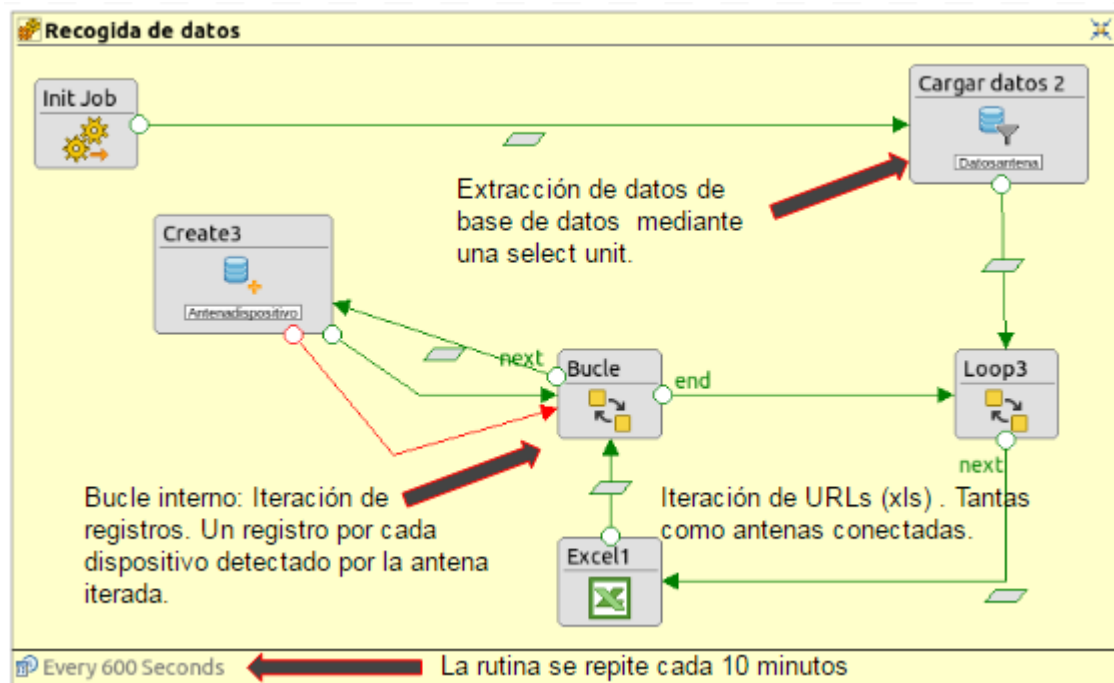 Recogida de datos
Init Job
Cargar datos 2
Datosantena
Extracción de datos de
base de datos mediante
una select unit.
Create3
Antenadispositivo
next
Bucle
end
Loop3
next
Bucle interno: Iteración de
registros. Un registro por cada
dispositivo detectado por la antena
iterada.
Iteración de URLs (xls) . Tantas
como antenas conectadas.
Excel1
Every 600 Seconds
La rutina se repite cada 10 minutos